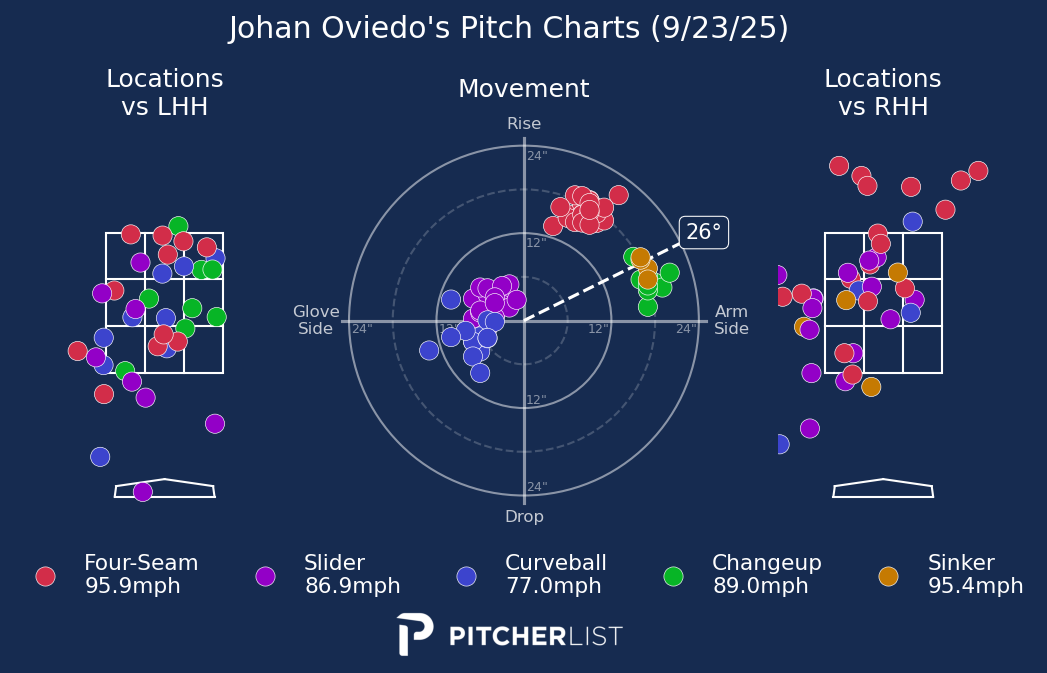 Johan Oviedo's Pitch Charts (9/23/25)
Locations
vs LHH
Movement
Locations
vs RHH
Rise
24"
12"
26°
Glove
Side
24"
12"
12"
24"
Arm
Side
12"
24"
Drop
Four-Seam
95.9mph
Slider
86.9mph
Curveball
77.0mph
Changeup
89.0mph
Sinker
95.4mph
PITCHERLIST